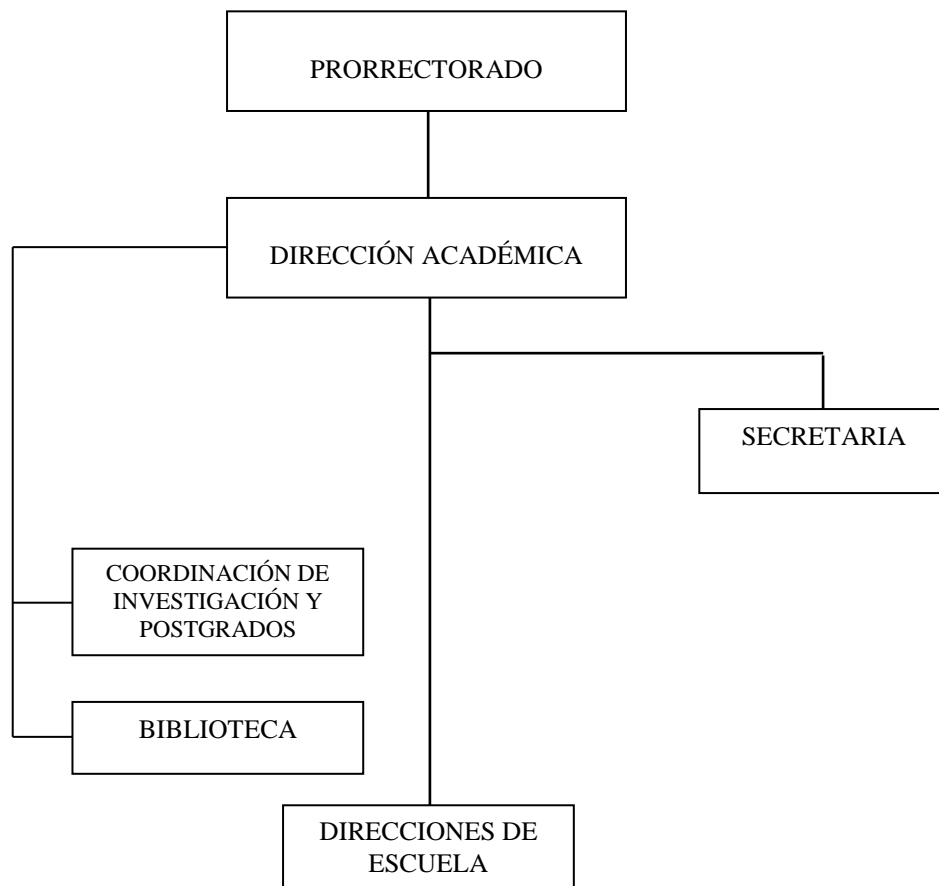 PRORRECTORADO
DIRECCIÓN ACADÉMICA
SECRETARIA
COORDINACIÓN DE
INVESTIGACIÓN Y
POSTGRADOS
BIBLIOTECA
DIRECCIONES DE
ESCUELA